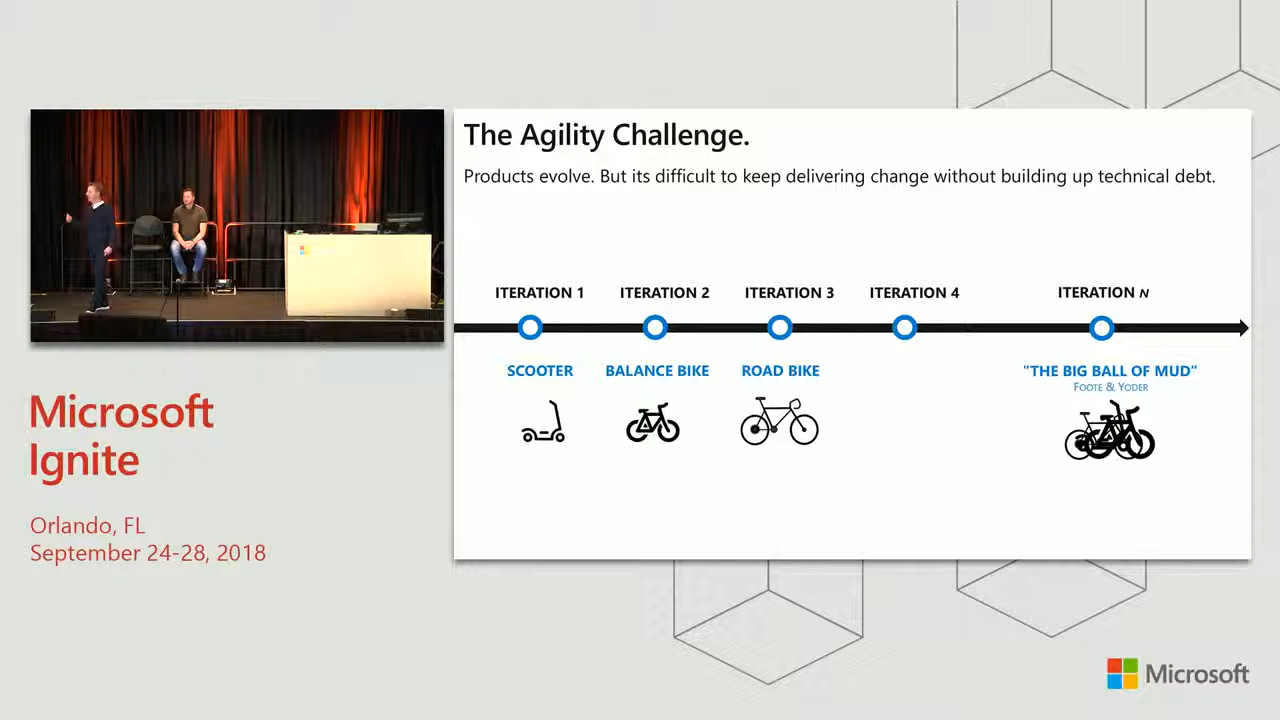 The Agility Challenge.
Products evolve. But its difficult to keep delivering change without building up technical debt.
ITERATION 1
ITERATION 2
ITERATION 3
ITERATION 4
ITERATION N
SCOOTER
BALANCE BIKE
ROAD BIKE
"THE BIG BALL OF MUD"
FOOTE & YODER
Microsoft
Ignite
Orlando, FL
September 24-28, 2018
Microsoft